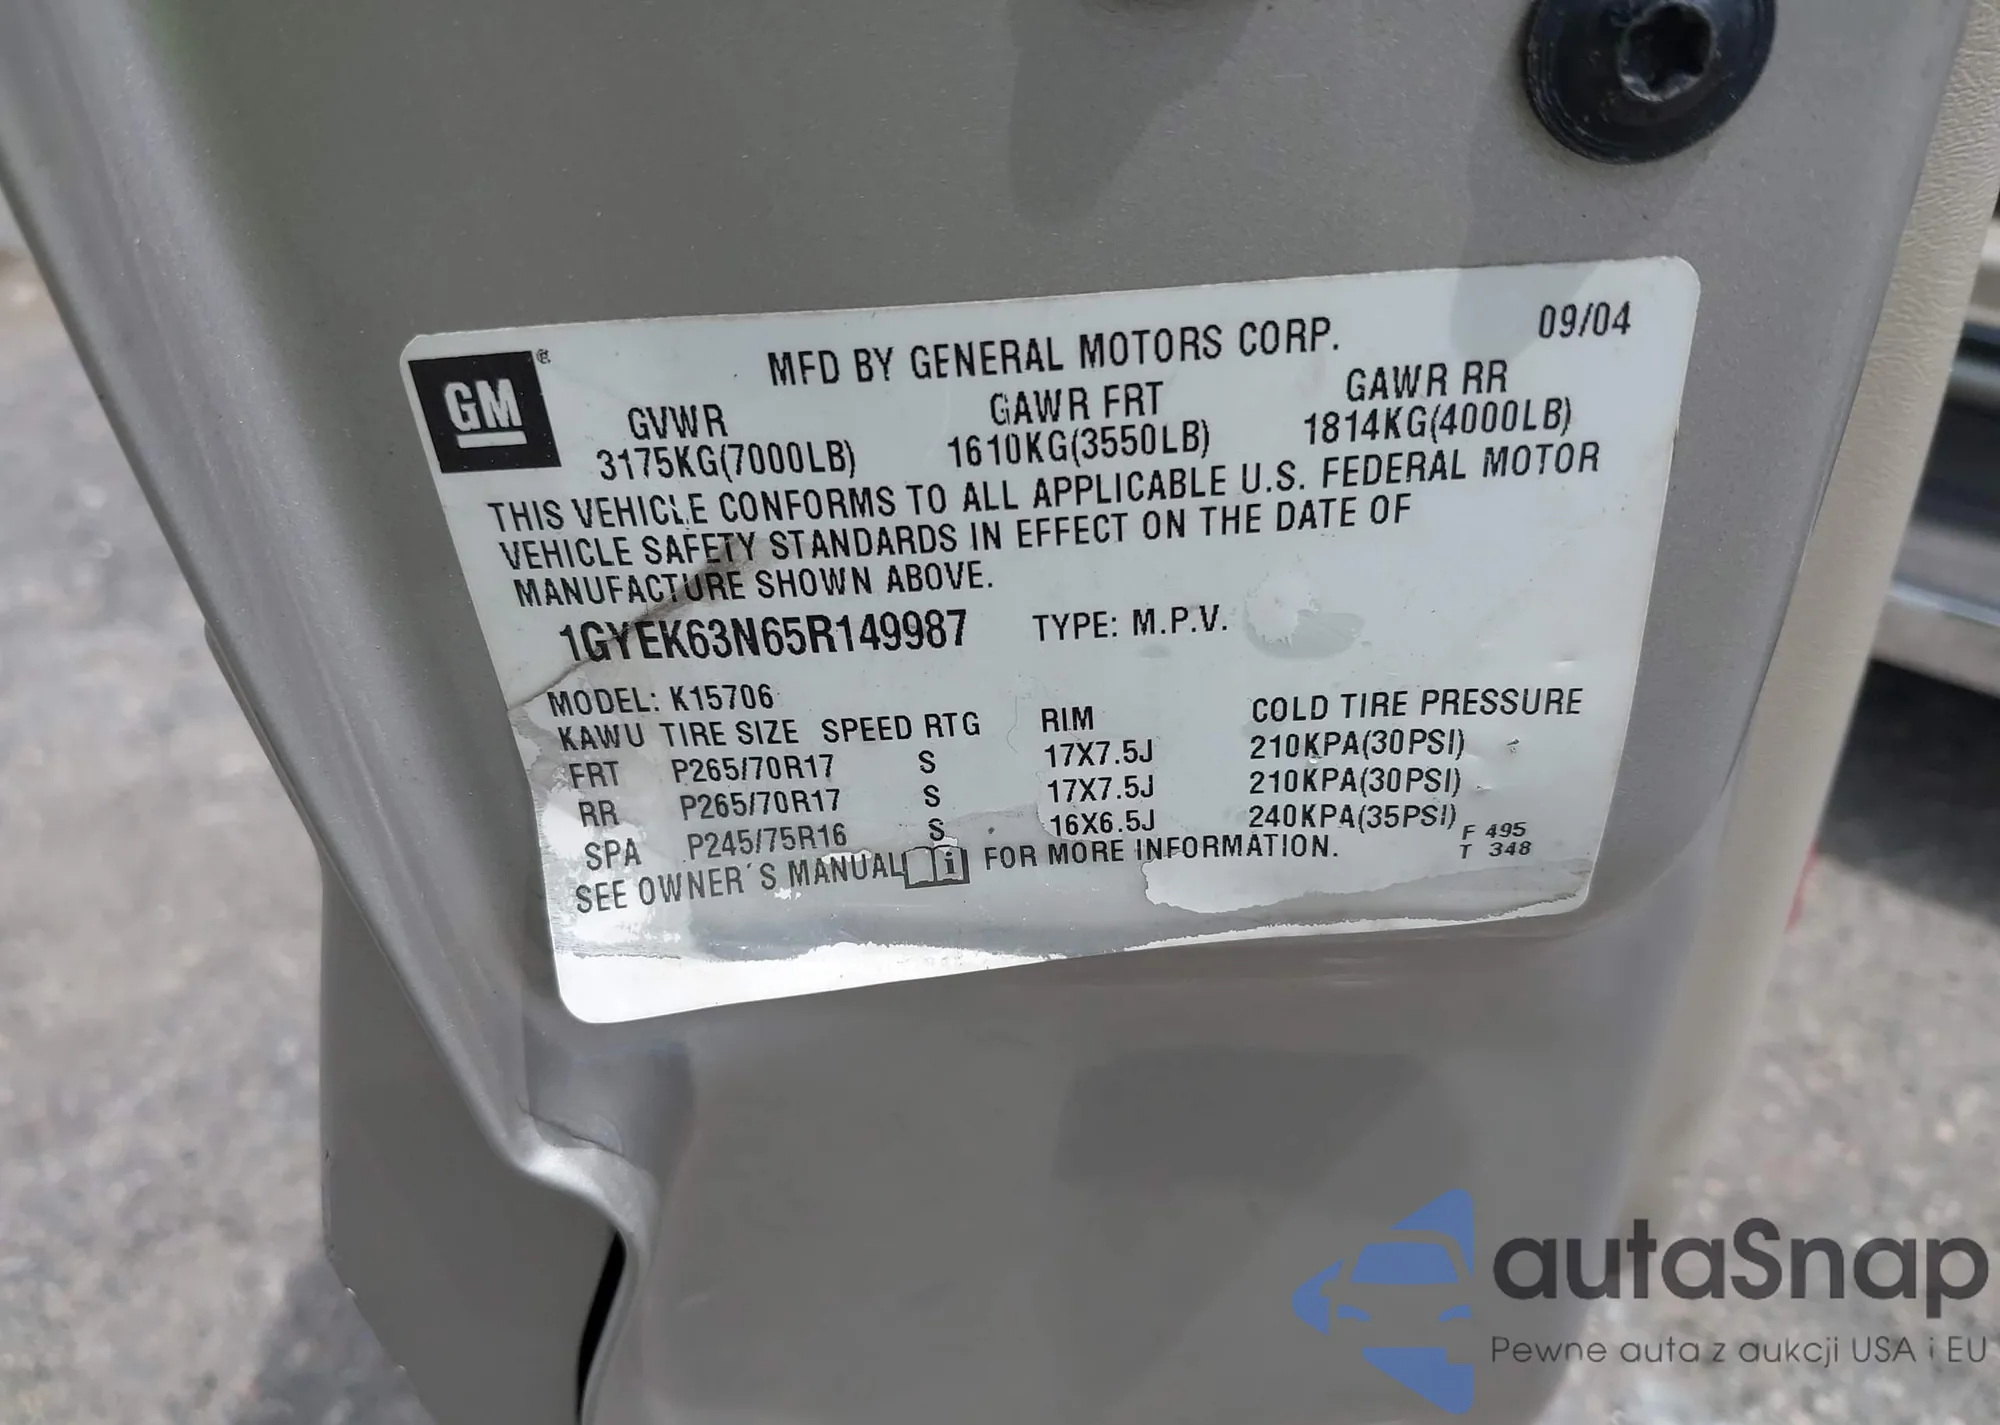 GM
®
MFD BY GENERAL MOTORS CORP.
09/04
GVWR
GAWR FRT
GAWR RR
3175KG(7000LB)
1610KG(3550LB)
1814KG(4000LB)
THIS VEHICLE CONFORMS TO ALL APPLICABLE U.S. FEDERAL MOTOR
VEHICLE SAFETY STANDARDS IN EFFECT ON THE DATE OF
MANUFACTURE SHOWN ABOVE.
1GYEK63N65R149987 TYPE: M.P.V.
MODEL: K15706
KAWU TIRE SIZE SPEED RTG RIM COLD TIRE PRESSURE
FRT P265/70R17 S 17X7.5J 210KPA(30PSI)
RR P265/70R17 S 17X7.5J 210KPA(30PSI)
SPA P245/75R16 S 16X6.5J 240KPA(35PSI)
SEE OWNER'S MANUAL i FOR MORE INFORMATION.
F 495
T 348
autaSnap
Pewne auta z aukcji USA i EU